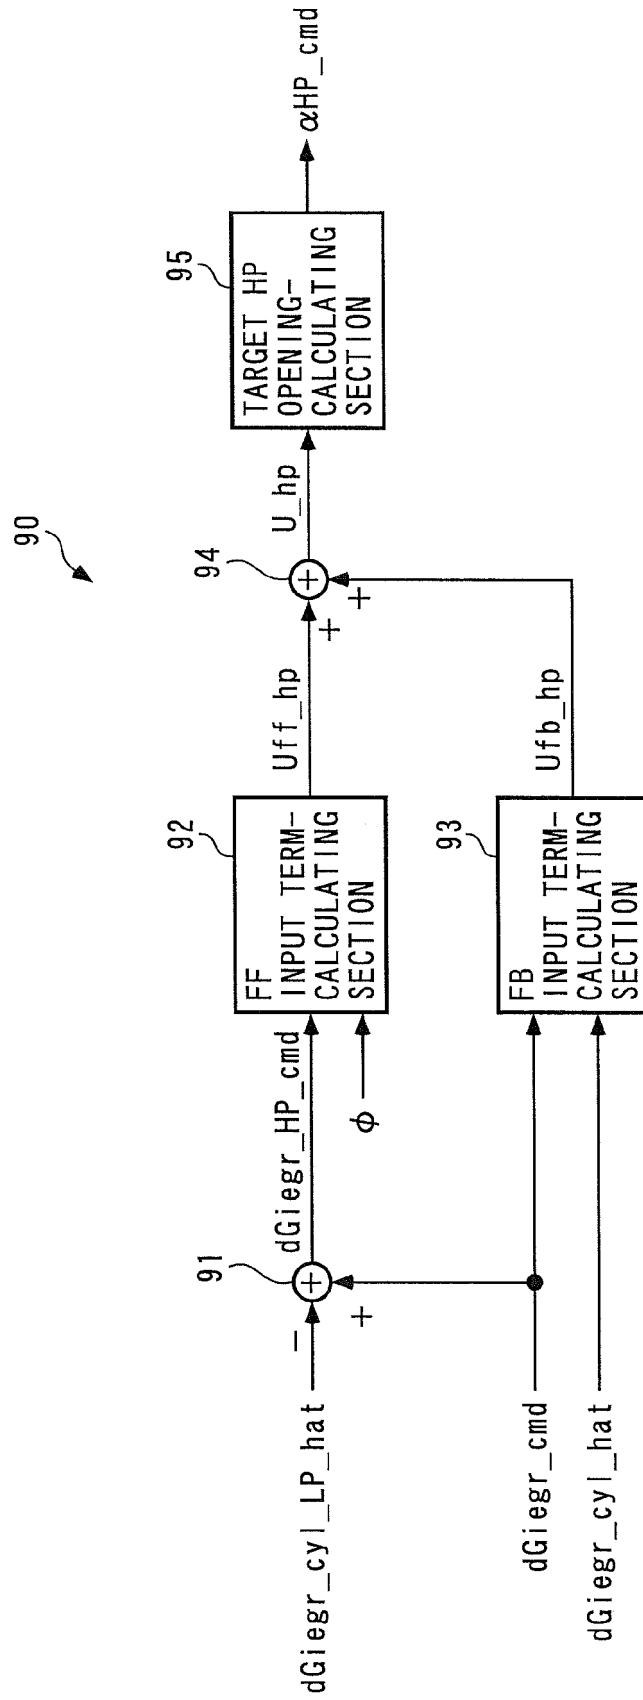 90
dGiegr_cyl_LP_hat
−
+
91
+
dGiegr_HP_cmd
ϕ
92
FF
INPUT TERM-
CALCULATING
SECTION
Uff_hp
+
+
94
+
U_hp
95
TARGET HP
OPENING-
CALCULATING
SECTION
αHP_cmd
dGiegr_cmd
dGiegr_cyl_hat
93
FB
INPUT TERM-
CALCULATING
SECTION
Ufb_hp